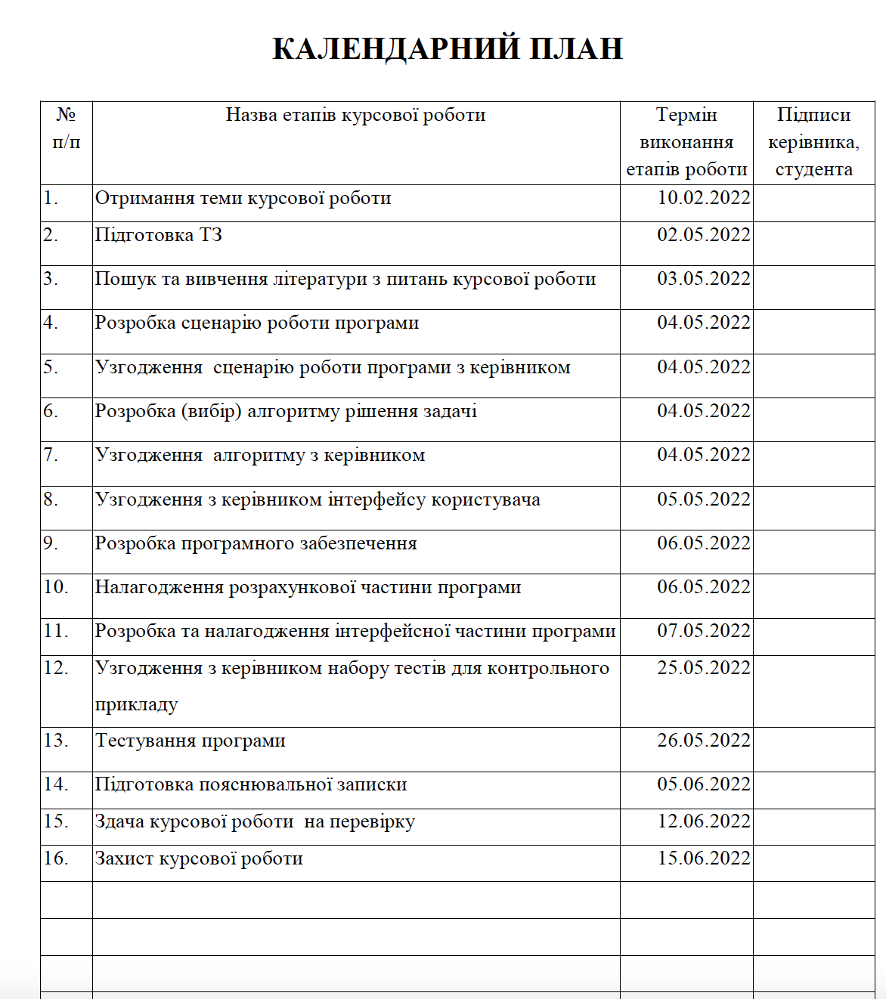 КАЛЕНДАРНИЙ ПЛАН
№ п/п Назва етапів курсової роботи Термін виконання етапів роботи Підписи керівника, студента
1. Отримання теми курсової роботи 10.02.2022
2. Підготовка ТЗ 02.05.2022
3. Пошук та вивчення літератури з питань курсової роботи 03.05.2022
4. Розробка сценарію роботи програми 04.05.2022
5. Узгодження  сценарію роботи програми з керівником 04.05.2022
6. Розробка (вибір) алгоритму рішення задачі 04.05.2022
7. Узгодження  алгоритму з керівником 04.05.2022
8. Узгодження з керівником інтерфейсу користувача 05.05.2022
9. Розробка програмного забезпечення 06.05.2022
10. Налагодження розрахункової частини програми 06.05.2022
11. Розробка та налагодження інтерфейсної частини програми 07.05.2022
12. Узгодження з керівником набору тестів для контрольного 25.05.2022
прикладу
13. Тестування програми 26.05.2022
14. Підготовка пояснювальної записки 05.06.2022
15. Здача курсової роботи  на перевірку 12.06.2022
16. Захист курсової роботи 15.06.2022